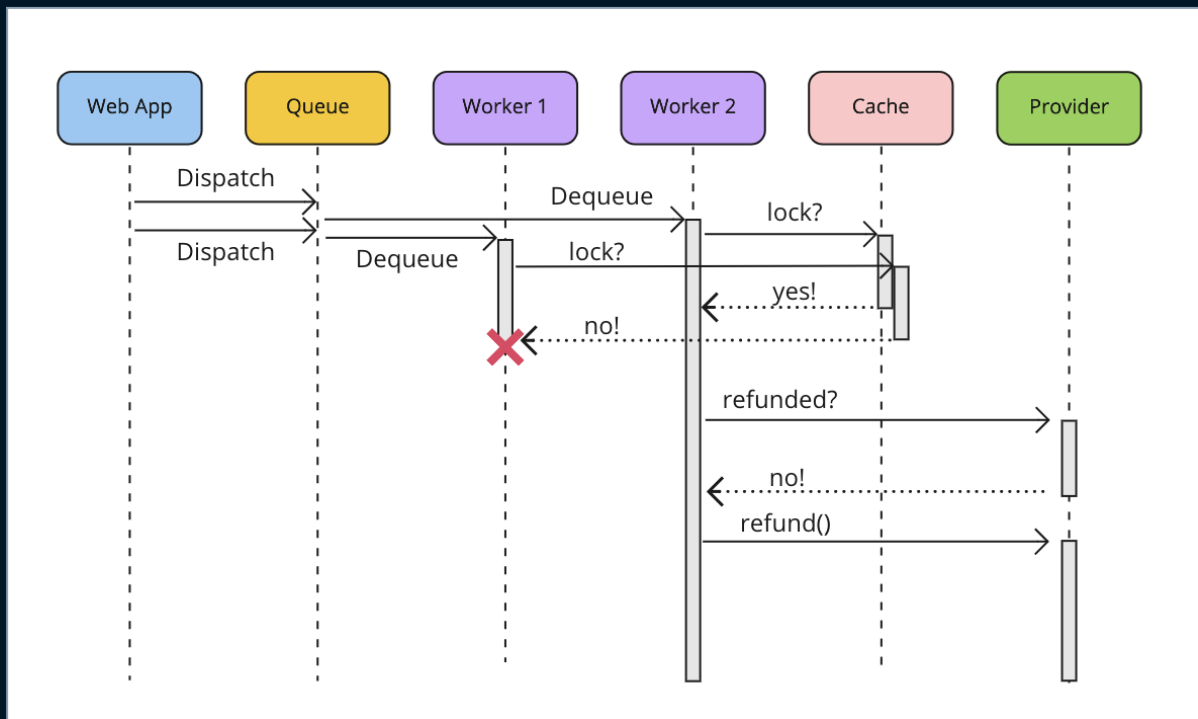 Web App
Queue
Worker 1
Worker 2
Cache
Provider
Dispatch
Dequeue
lock?
Dispatch
Dequeue
lock?
yes!
no!
refunded?
no!
refund()